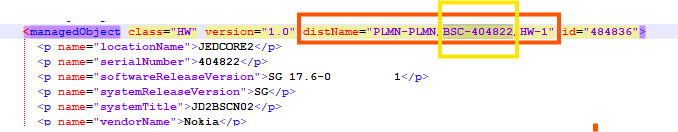 <managedObject class="HW" version="1.0" distName="PLMN-PLMN/BSC-404822/HW-1" id="484836">
<p name="locationName">JEDCORE2</p>
<p name="serialNumber">404822</p>
<p name="softwareReleaseVersion">SG 17.6-0          1</p>
<p name="systemReleaseVersion">SG</p>
<p name="systemTitle">JD2BSCN02</p>
<p name="vendorName">Nokia</p>